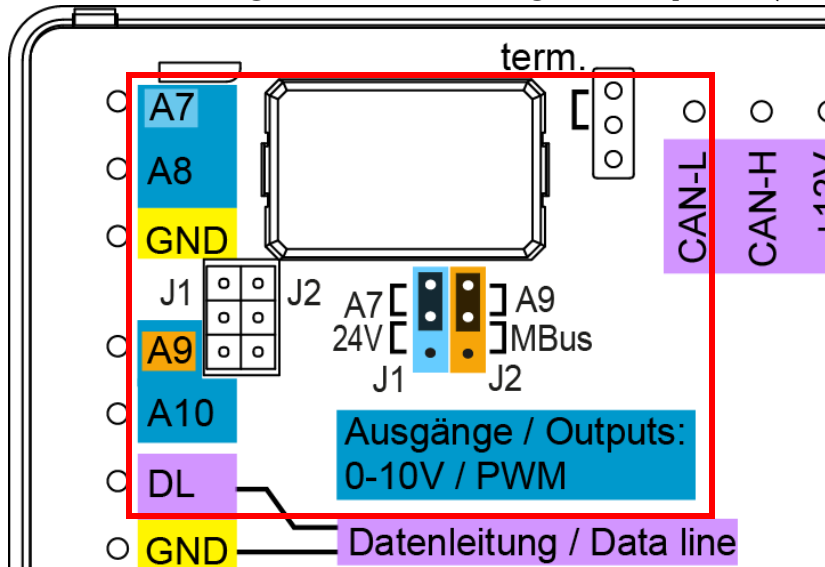 term.
A7
A8
GND
CAN-L
CAN-H
J1
J2
A7
A9
24V
MBus
J1
J2
A9
A10
Ausgänge / Outputs:
0-10V / PWM
DL
GND
Datenleitung / Data line